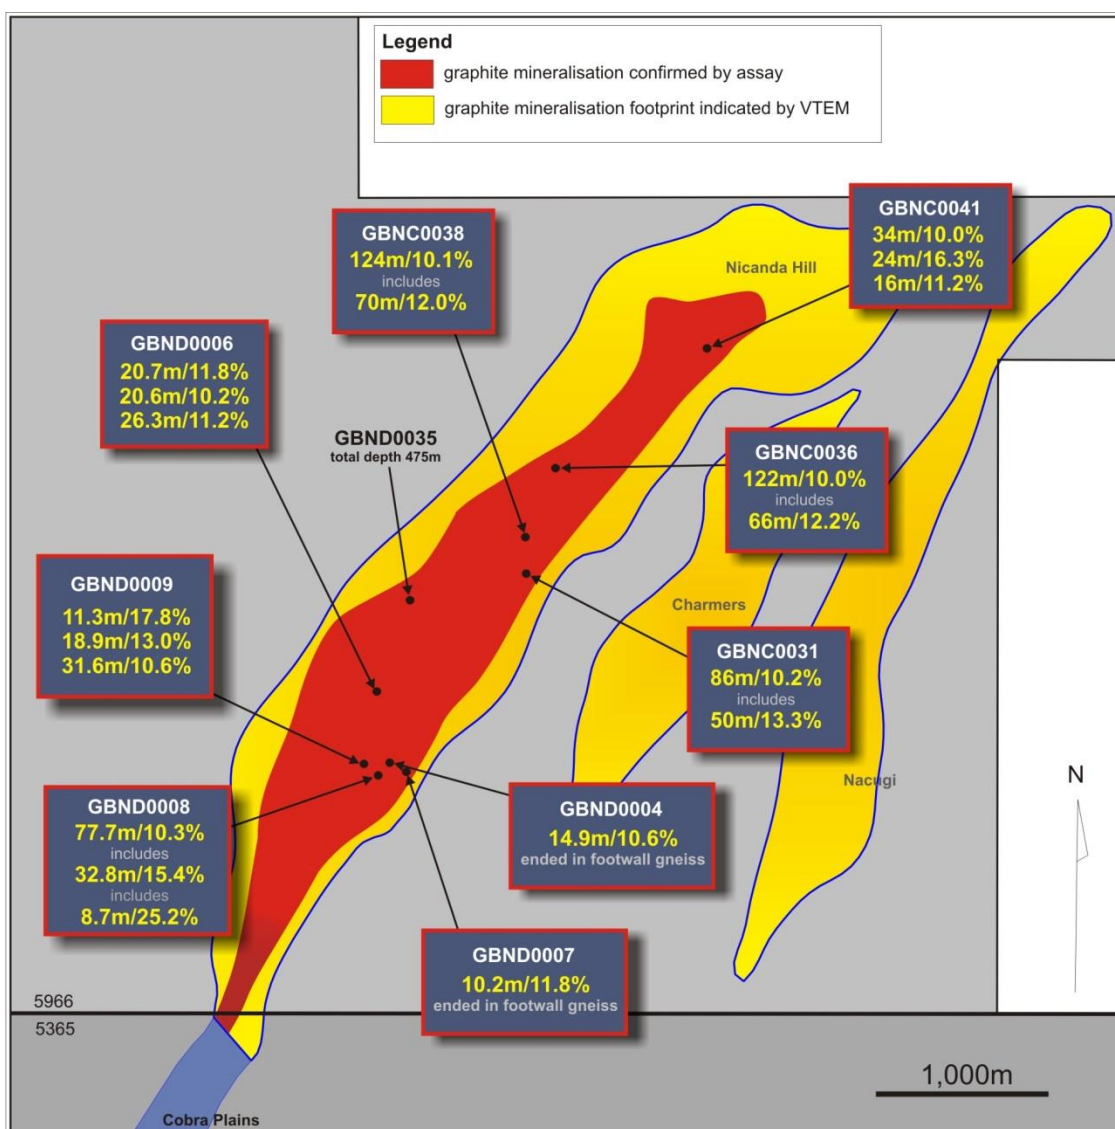 Legend
graphite mineralisation confirmed by assay
graphite mineralisation footprint indicated by VTEM
GBNC0038
124m/10.1%
includes
70m/12.0%
Nicanda Hill
GBNC0041
34m/10.0%
24m/16.3%
16m/11.2%
GBND0006
20.7m/11.8%
20.6m/10.2%
26.3m/11.2%
GBND0035
total depth 475m
GBNC0036
122m/10.0%
includes
66m/12.2%
GBND0009
11.3m/17.8%
18.9m/13.0%
31.6m/10.6%
Charmers
GBNC0031
86m/10.2%
includes
50m/13.3%
Nacugi
N
GBND0008
77.7m/10.3%
includes
32.8m/15.4%
includes
8.7m/25.2%
GBND0004
14.9m/10.6%
ended in footwall gneiss
GBND0007
10.2m/11.8%
ended in footwall gneiss
5966
5365
1,000m
Cobra Plains